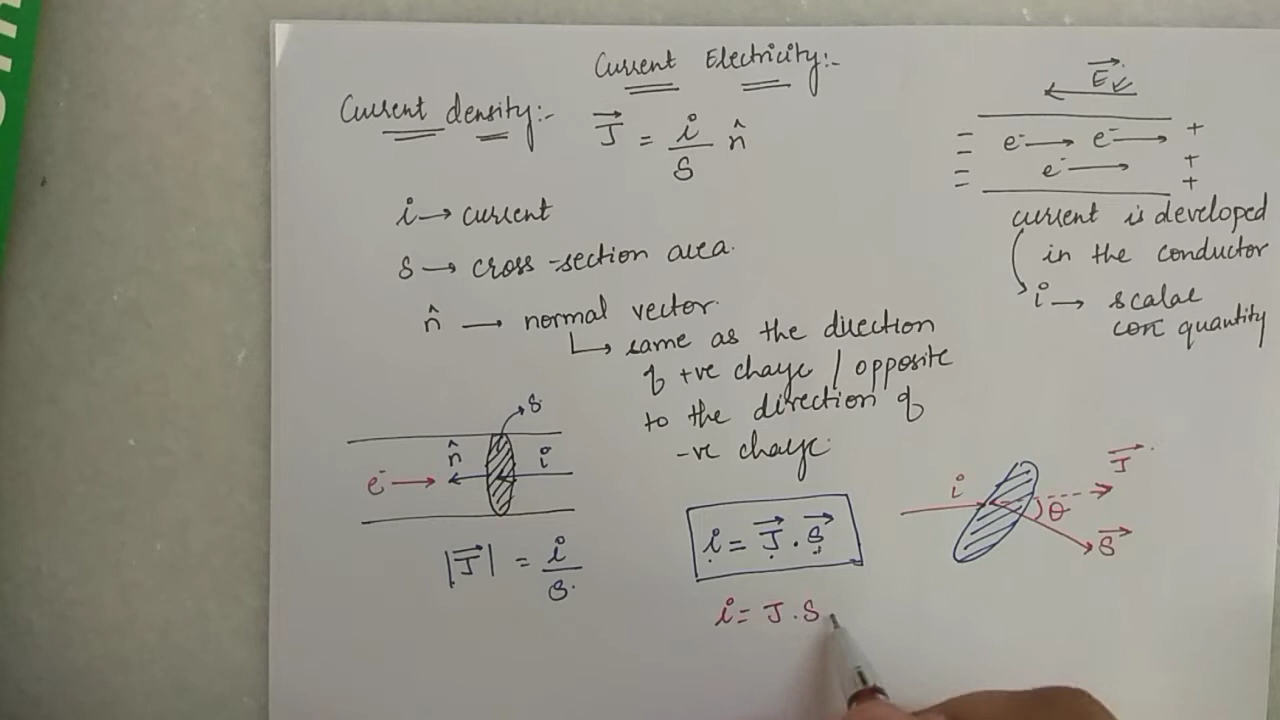 Current Electricity:-
Current density:- J⃗ = i/S n̂
i → current
S → cross-section area.
n̂ → normal vector.
↳ same as the direction
of +ve charge / opposite
to the direction of
-ve charge.
E⃗
- e⁻ → e⁻ → +
- e⁻ → +
= +
current is developed
in the conductor
i → scalar
quantity
S
n̂ i
e⁻ →
|J⃗| = i/S.
i = J⃗ . S⃗
i = J . S
i J⃗
θ
S⃗